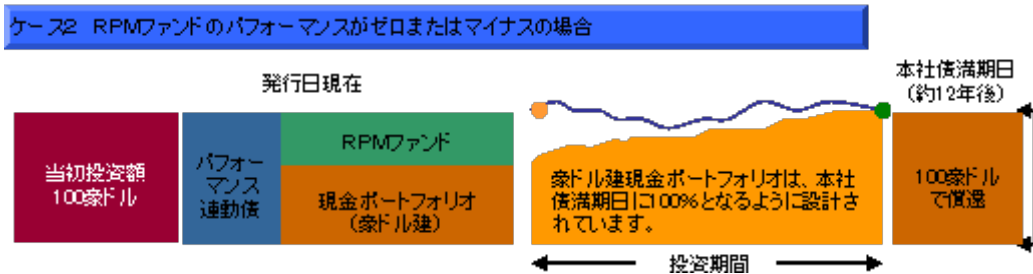 ケース2 RPMファンドのパフォーマンスがゼロまたはマイナスの場合
発行日現在
本社債満期日
(約12年後)
当初投資額
100豪ドル
パフォー
マンス
連動債
RPMファンド
現金ポートフォリオ
(豪ドル建)
豪ドル建現金ポートフォリオは、本社
債満期日に100%となるように設計さ
れています。
100豪ドル
で償還
投資期間